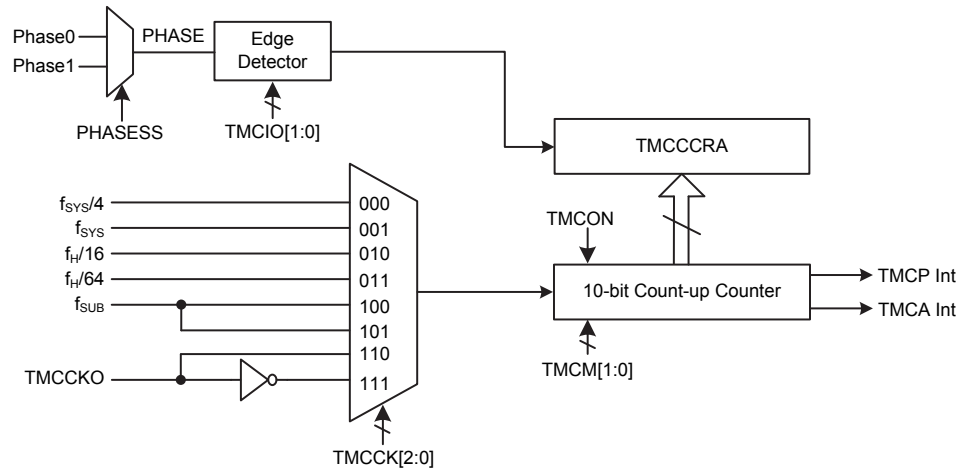 Phase0
Phase1
PHASE
Edge
Detector
PHASESS
TMCIO[1:0]
TMCCCRA
fSYS/4
fSYS
fH/16
fH/64
fSUB
TMCCKO
000
001
010
011
100
101
110
111
TMCCK[2:0]
TMCON
10-bit Count-up Counter
TMCM[1:0]
TMCP Int
TMCA Int